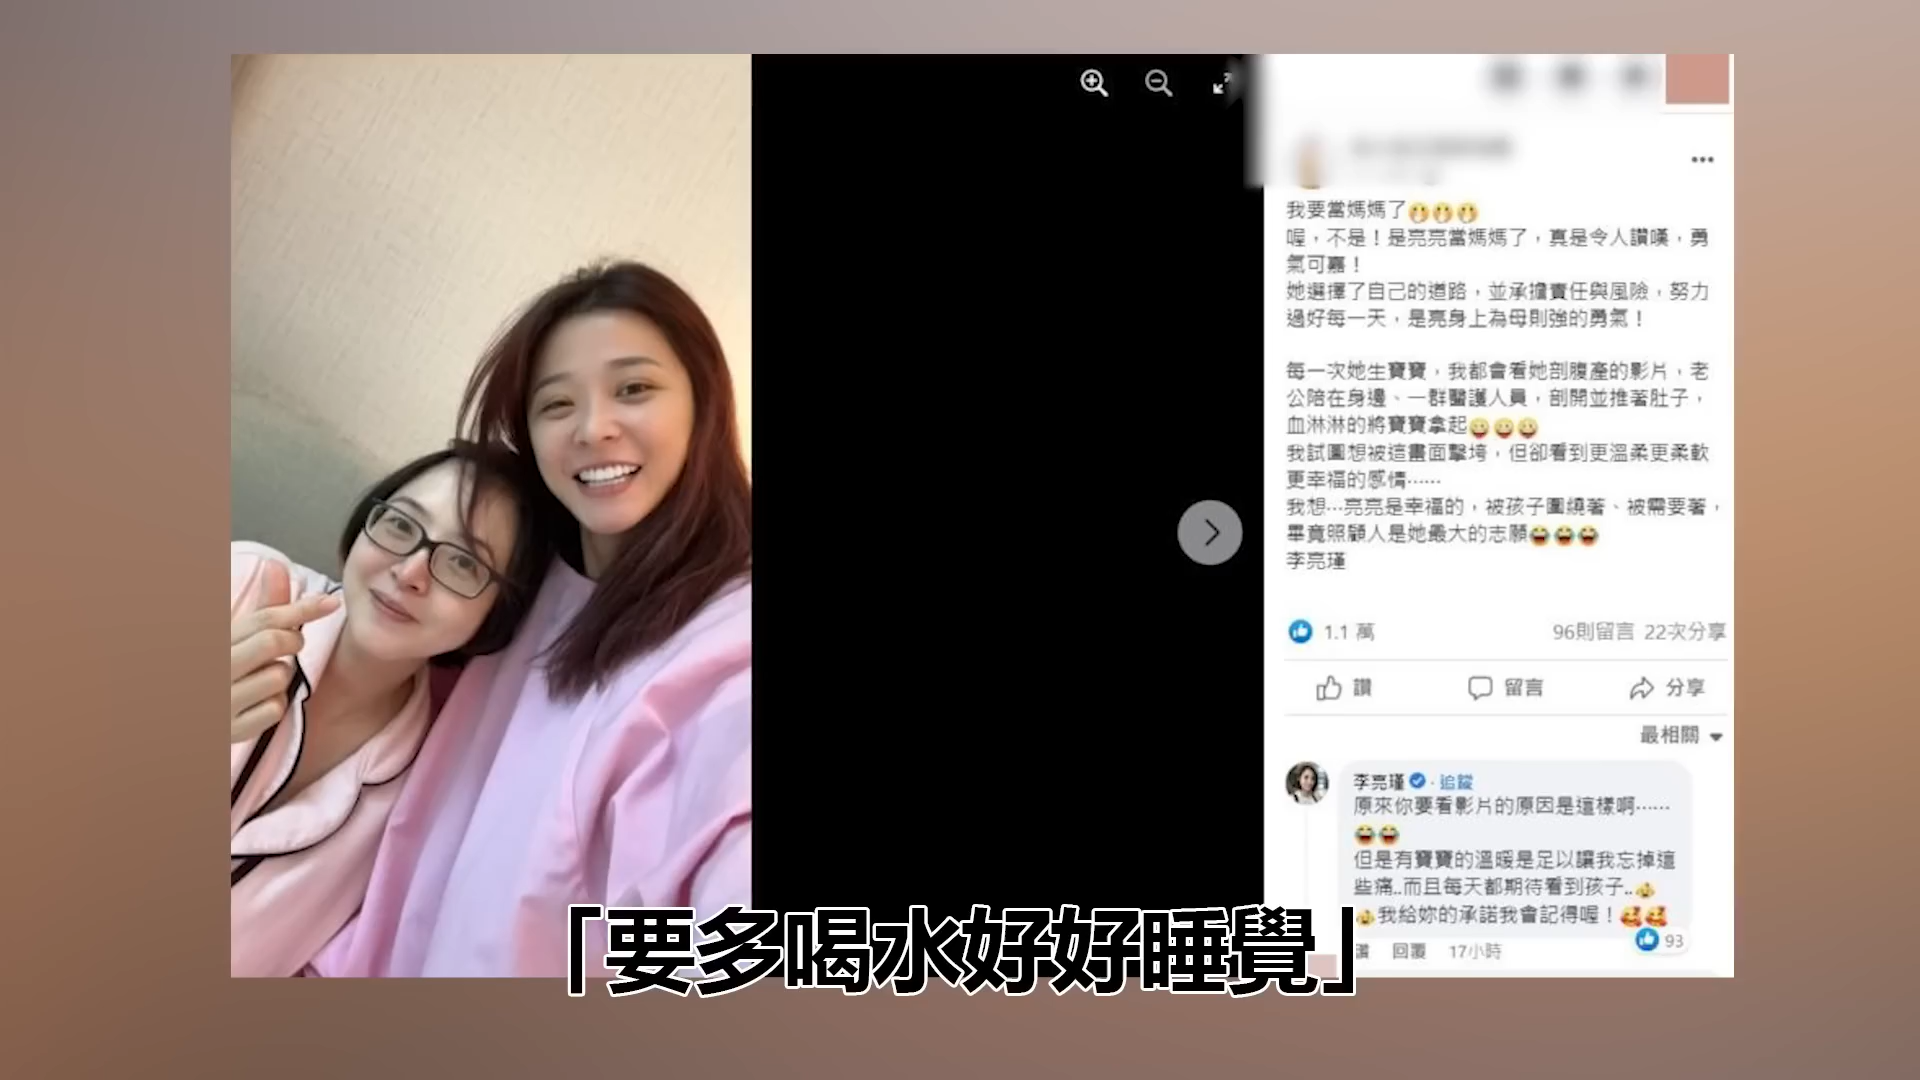 我要當媽媽了🤭🤭🤭
喔，不是！是亮亮當媽媽了，真是令人讚嘆，勇
氣可嘉！
她選擇了自己的道路，並承擔責任與風險，努力
過好每一天，是亮身上為母則強的勇氣！
每一次她生寶寶，我都會看她剖腹產的影片，老
公陪在身邊、一群醫護人員，剖開並推著肚子，
血淋淋的將寶寶拿起😜😜😜
我試圖想被這畫面擊垮，但卻看到更溫柔更柔軟
更幸福的感情⋯⋯
我想⋯亮亮是幸福的，被孩子圍繞著、被需要著，
畢竟照顧人是她最大的志願😂😂😂
李亮瑾
1.1 萬
96則留言 22次分享
讚 留言 分享
最相關
李亮瑾 · 追蹤
原來你要看影片的原因是這樣啊⋯⋯
😂😂
但是有寶寶的溫暖是足以讓我忘掉這
些痛..而且每天都期待看到孩子..
我給妳的承諾我會記得喔！🥰🥰
讚 回覆 17小時
93
「要多喝水好好睡覺」